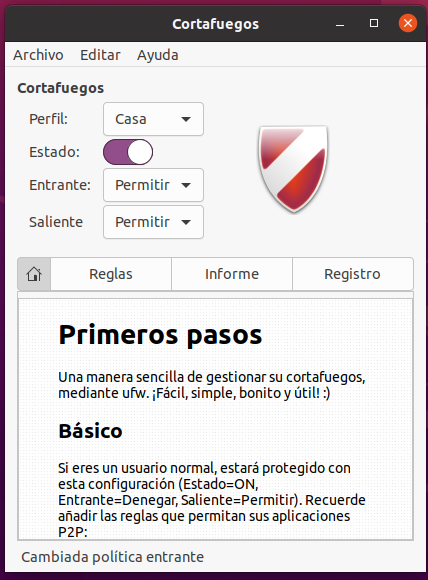 Cortafuegos
Archivo Editar Ayuda
Cortafuegos
Perfil: Casa
Estado:
Entrante: Permitir
Saliente Permitir
Reglas Informe Registro
Primeros pasos
Una manera sencilla de gestionar su cortafuegos,
mediante ufw. ¡Fácil, simple, bonito y útil! :)
Básico
Si eres un usuario normal, estará protegido con
esta configuración (Estado=ON,
Entrante=Denegar, Saliente=Permitir). Recuerde
añadir las reglas que permitan sus aplicaciones
P2P:
Cambiada política entrante